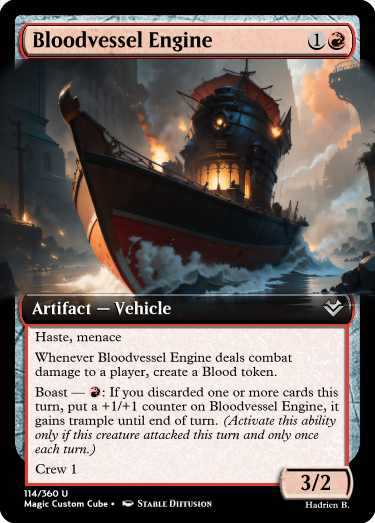 Bloodvessel Engine 1
Artifact — Vehicle
Haste, menace
Whenever Bloodvessel Engine deals combat
damage to a player, create a Blood token.
Boast — : If you discarded one or more cards this
turn, put a +1/+1 counter on Bloodvessel Engine, it
gains trample until end of turn. (Activate this ability
only if this creature attacked this turn and only once
each turn.)
Crew 1
3/2
114/360 U
Magic Custom Cube • Stable Diffusion
Hadrien B.